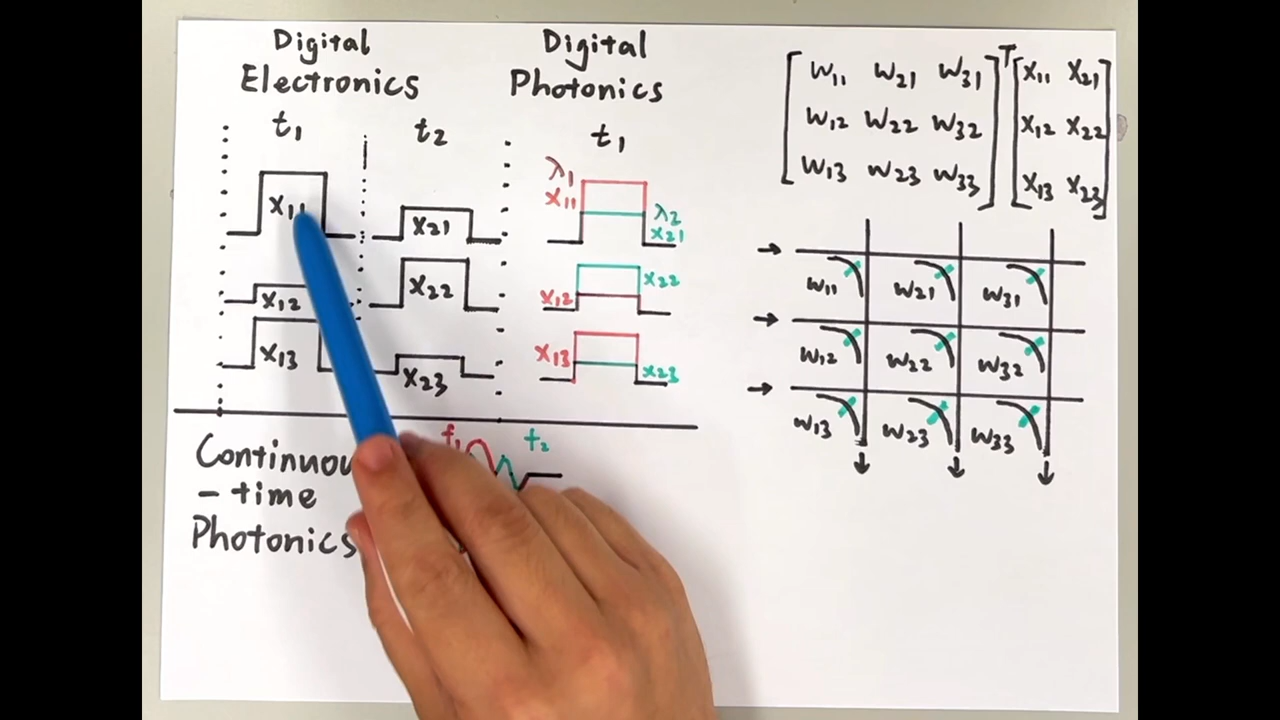 Digital
Electronics
Digital
Photonics
t1 t2 t1
x11 x21 λ1 x11 λ2 x21
x12 x22 x12 x22
x13 x23 x13 x23
w11 w21 w31 T x11 x21
w12 w22 w32 x12 x22
w13 w23 w33 x13 x23
w11 w21 w31
w12 w22 w32
w13 w23 w33
- time
Photonics